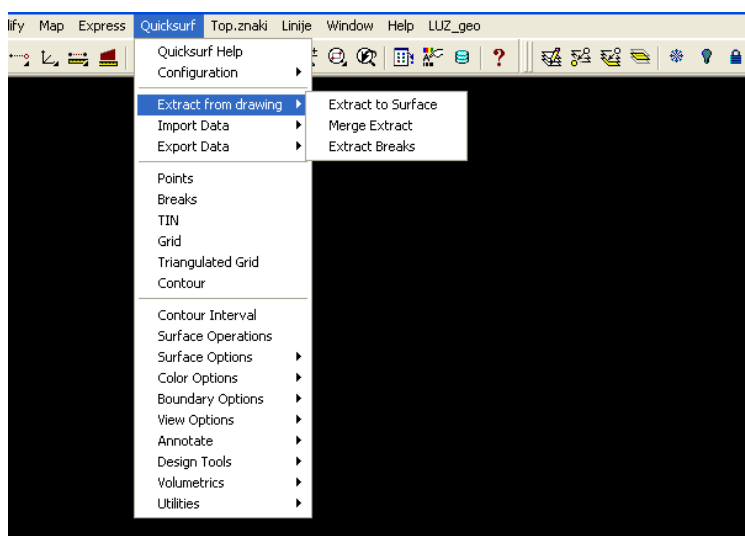 lify Map Express Quicksurf Top.znaki Linije Window Help LUZ_geo
Quicksurf Help
Configuration
Extract from drawing
Extract to Surface
Import Data
Merge Extract
Export Data
Extract Breaks
Points
Breaks
TIN
Grid
Triangulated Grid
Contour
Contour Interval
Surface Operations
Surface Options
Color Options
Boundary Options
View Options
Annotate
Design Tools
Volumetrics
Utilities